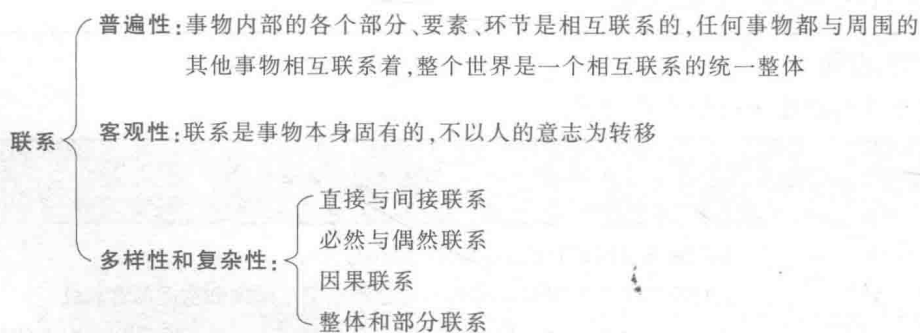 普遍性:事物内部的各个部分、要素、环节是相互联系的,任何事物都与周围的
其他事物相互联系着,整个世界是一个相互联系的统一整体
联系
客观性:联系是事物本身固有的,不以人的意志为转移
多样性和复杂性:
直接与间接联系
必然与偶然联系
因果联系
整体和部分联系